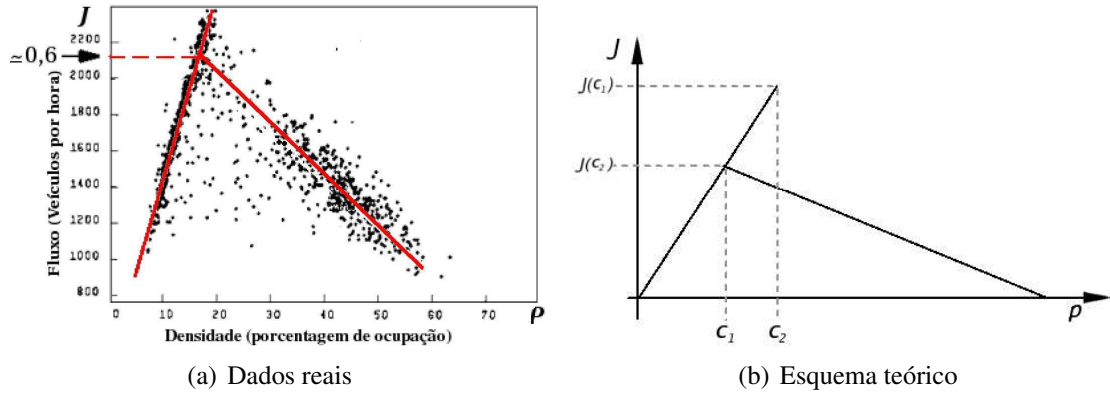 J
≃0,6
2200
2000
1800
1600
1400
1200
1000
800
Fluxo (Veículos por hora)
0 10 20 30 40 50 60 70 ρ
Densidade (porcentagem de ocupação)
(a) Dados reais
J
J(c₁)
J(c₂)
c₁ c₂ ρ
(b) Esquema teórico